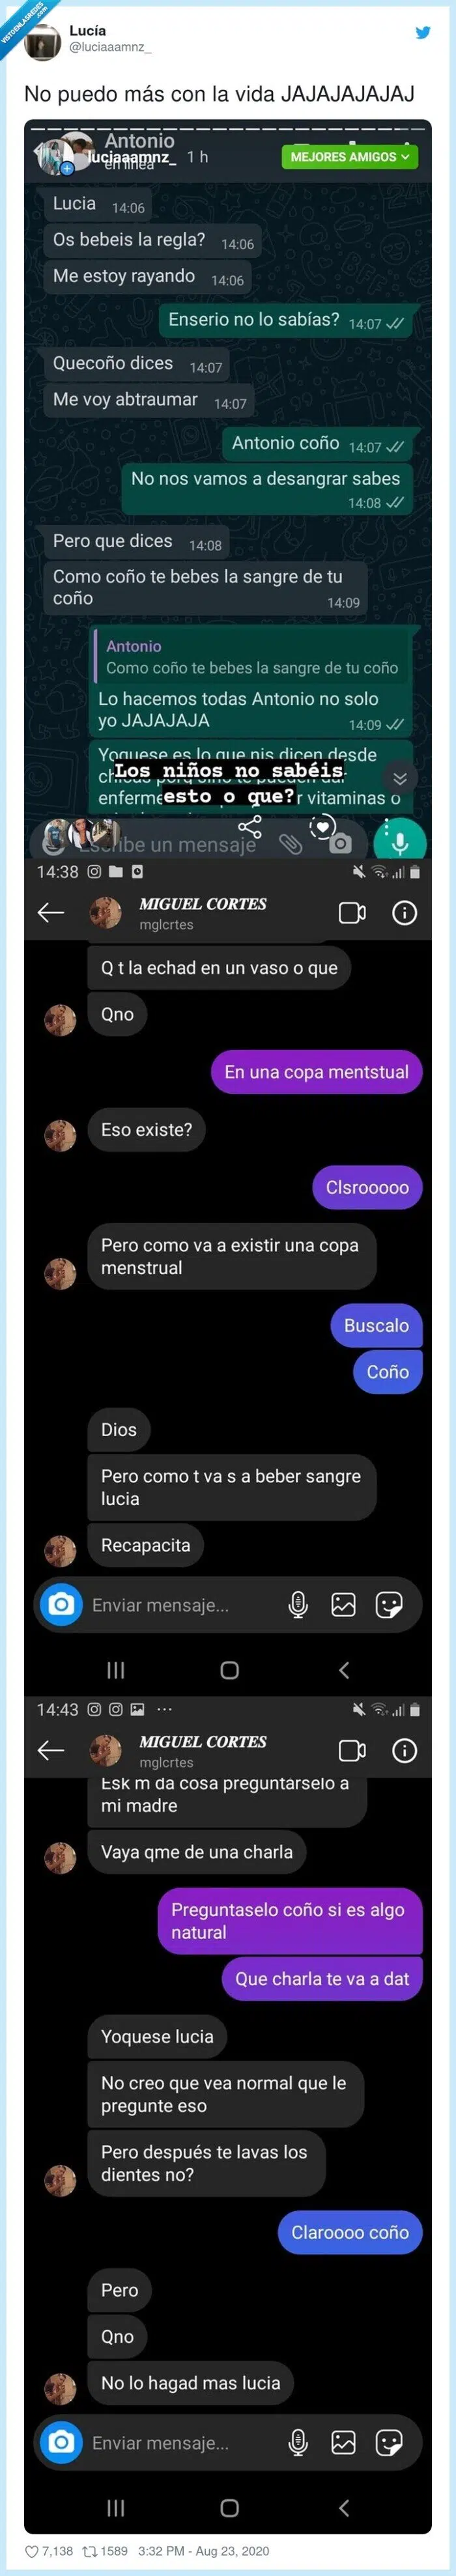 VISTOENLASREDES
.com
Lucía
@luciaaamnz_
No puedo más con la vida JAJAJAJAJAJ
Antonio
luciaaamnz_ 1 h
en línea
MEJORES AMIGOS
Lucia 14:06
Os bebeis la regla? 14:06
Me estoy rayando 14:06
Enserio no lo sabías? 14:07
Quecoño dices 14:07
Me voy abtraumar 14:07
Antonio coño 14:07
No nos vamos a desangrar sabes
14:08
Pero que dices 14:08
Como coño te bebes la sangre de tu
coño 14:09
Antonio
Como coño te bebes la sangre de tu coño
Lo hacemos todas Antonio no solo
yo JAJAJAJA 14:09
Yoquese es lo que nis dicen desde
Los niños no sabéis
esto o que?
enferme r vitaminas o
Escribe un mensaje
14:38
MIGUEL CORTES
mglcrtes
Q t la echad en un vaso o que
Qno
En una copa mentstual
Eso existe?
Clsrooooo
Pero como va a existir una copa
menstrual
Buscalo
Coño
Dios
Pero como t va s a beber sangre
lucia
Recapacita
Enviar mensaje...
14:43
MIGUEL CORTES
mglcrtes
Esk m da cosa preguntarselo a
mi madre
Vaya qme de una charla
Preguntaselo coño si es algo
natural
Que charla te va a dat
Yoquese lucia
No creo que vea normal que le
pregunte eso
Pero después te lavas los
dientes no?
Claroooo coño
Pero
Qno
No lo hagad mas lucia
Enviar mensaje...
7,138 1589 3:32 PM - Aug 23, 2020